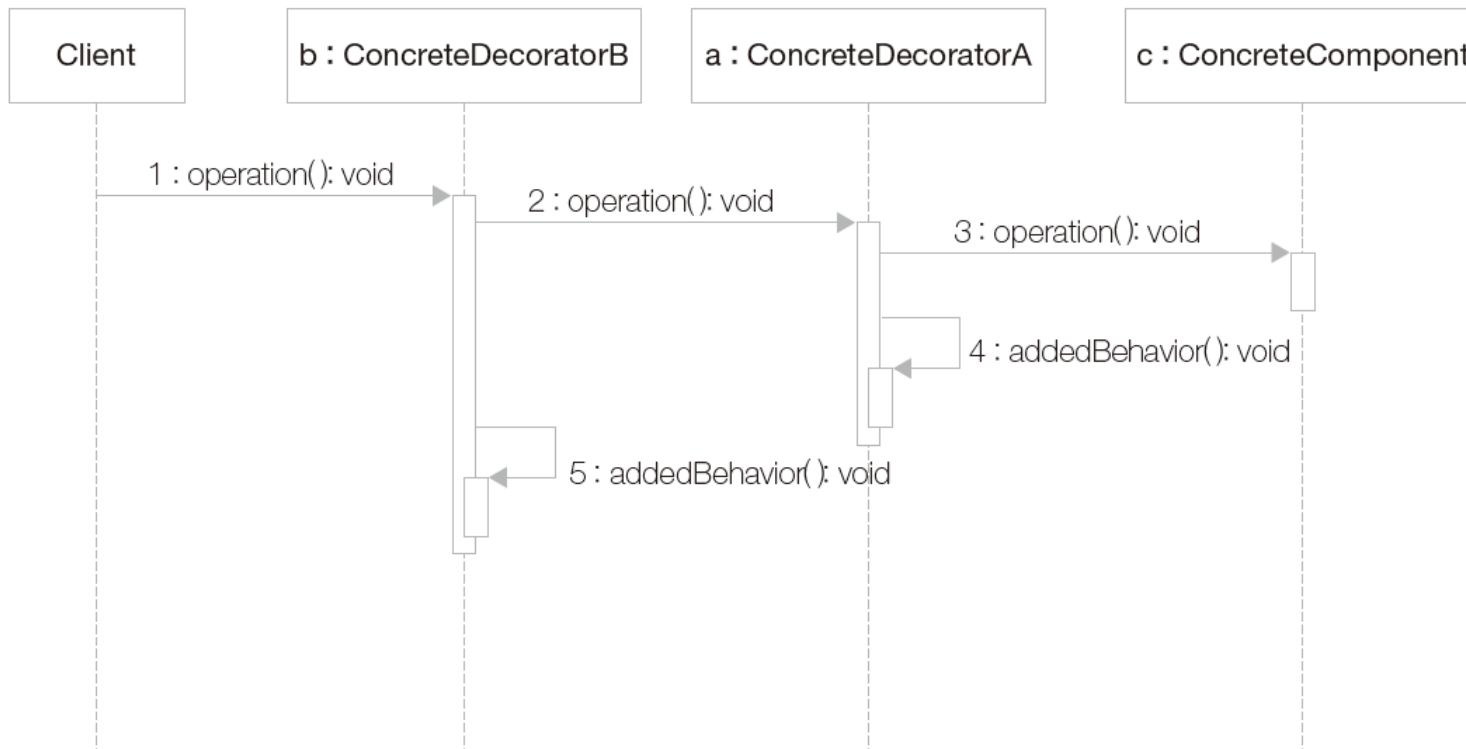 Client
b : ConcreteDecoratorB
a : ConcreteDecoratorA
c : ConcreteComponent
1 : operation(): void
2 : operation(): void
3 : operation(): void
4 : addedBehavior(): void
5 : addedBehavior(): void